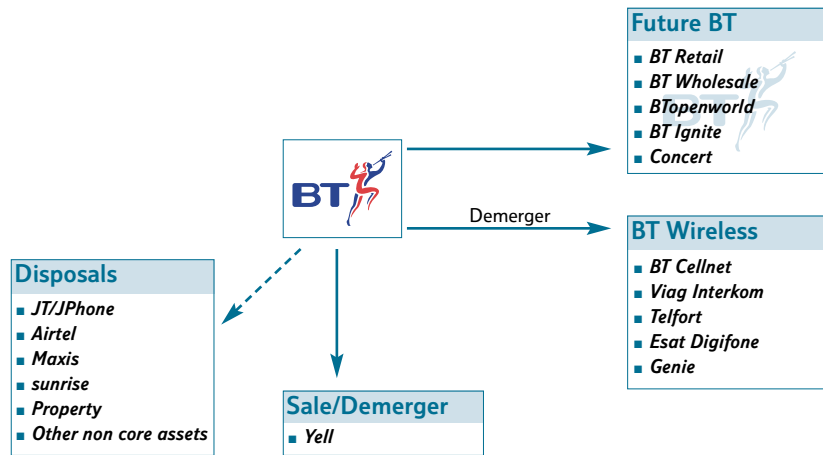 Future BT
BT Retail
BT Wholesale
BTopenworld
BT Ignite
Concert
BT
BT
Demerger
BT Wireless
BT Cellnet
Viag Interkom
Telfort
Esat Digifone
Genie
Disposals
JT/JPhone
Airtel
Maxis
sunrise
Property
Other non core assets
Sale/Demerger
Yell